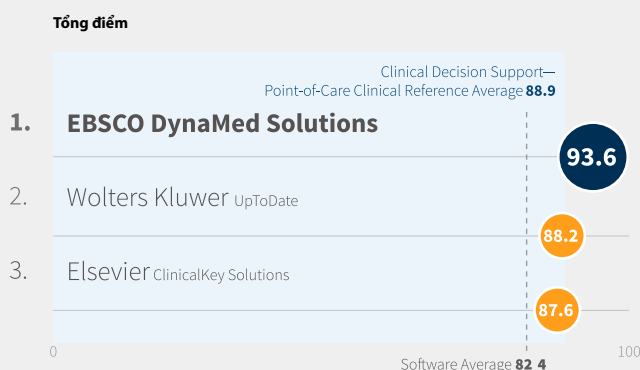 Tổng điểm
Clinical Decision Support—
Point-of-Care Clinical Reference Average 88.9
1. EBSCO DynaMed Solutions
93.6
2. Wolters Kluwer UpToDate
88.2
3. Elsevier ClinicalKey Solutions
87.6
0
100
Software Average 82 4